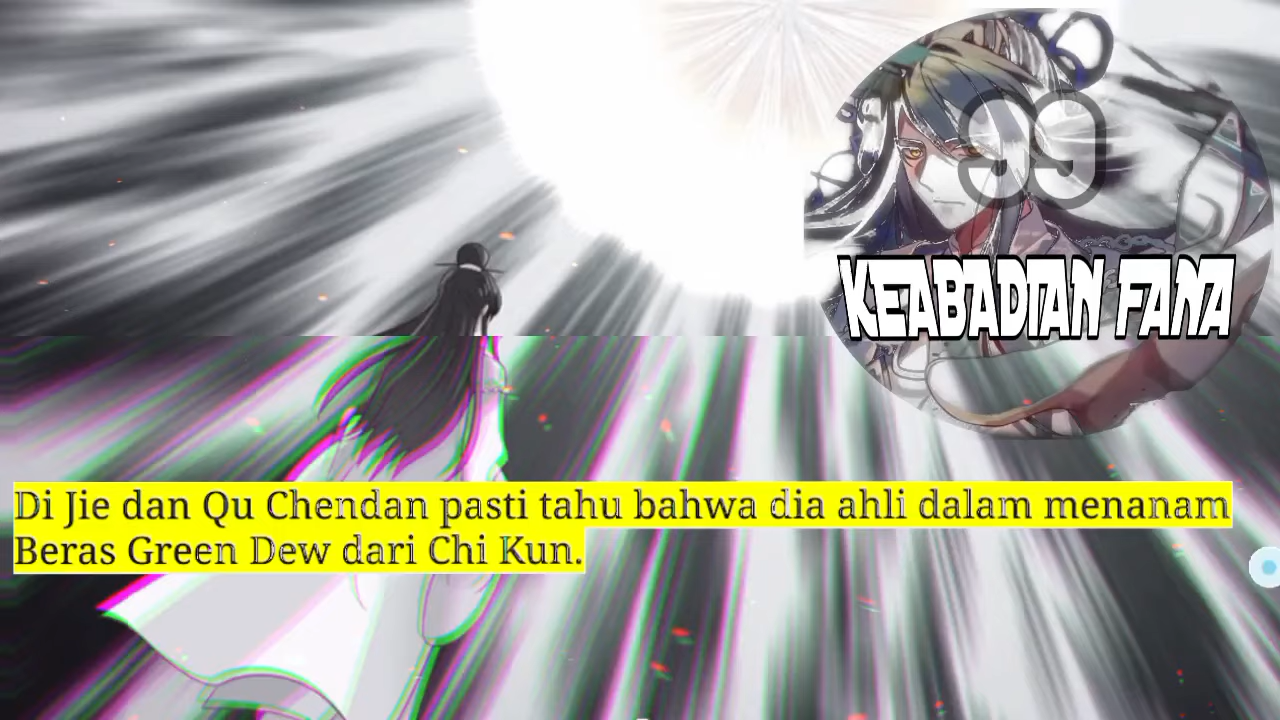 99
KEABADIAN FANA
Di Jie dan Qu Chendan pasti tahu bahwa dia ahli dalam menanam
Beras Green Dew dari Chi Kun.